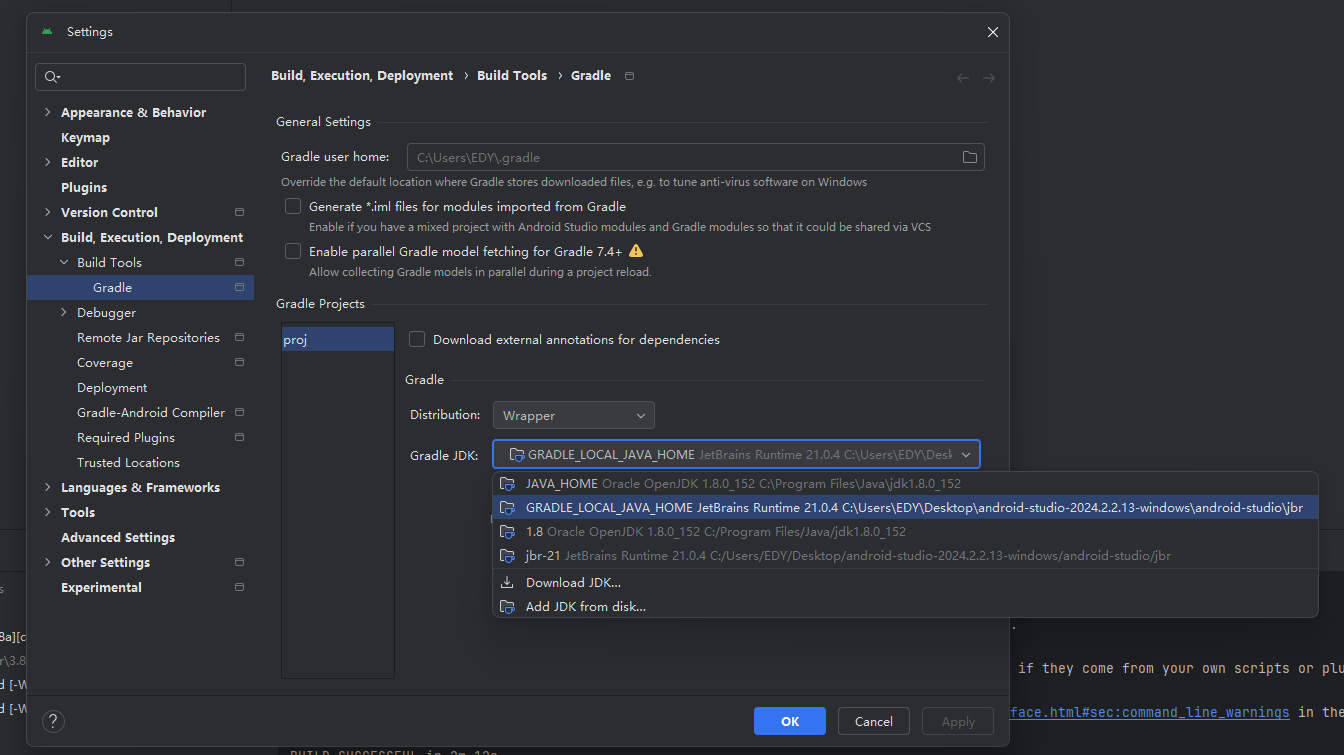 Settings
Build, Execution, Deployment › Build Tools › Gradle
Appearance & Behavior
Keymap
Editor
Plugins
Version Control
Build, Execution, Deployment
Build Tools
Gradle
Debugger
Remote Jar Repositories
Coverage
Deployment
Gradle-Android Compiler
Required Plugins
Trusted Locations
Languages & Frameworks
Tools
Advanced Settings
Other Settings
Experimental
General Settings
Gradle user home: C:\Users\EDY\.gradle
Override the default location where Gradle stores downloaded files, e.g. to tune anti-virus software on Windows
Generate *.iml files for modules imported from Gradle
Enable if you have a mixed project with Android Studio modules and Gradle modules so that it could be shared via VCS
Enable parallel Gradle model fetching for Gradle 7.4+
Allow collecting Gradle models in parallel during a project reload.
Gradle Projects
proj
Download external annotations for dependencies
Gradle
Distribution: Wrapper
Gradle JDK: GRADLE_LOCAL_JAVA_HOME JetBrains Runtime 21.0.4 C:\Users\EDY\Desk
JAVA_HOME Oracle OpenJDK 1.8.0_152 C:\Program Files\Java\jdk1.8.0_152
GRADLE_LOCAL_JAVA_HOME JetBrains Runtime 21.0.4 C:\Users\EDY\Desktop\android-studio-2024.2.2.13-windows\android-studio\jbr
1.8 Oracle OpenJDK 1.8.0_152 C:/Program Files/Java/jdk1.8.0_152
jbr-21 JetBrains Runtime 21.0.4 C:/Users/EDY/Desktop/android-studio-2024.2.2.13-windows/android-studio/jbr
Download JDK...
Add JDK from disk...
?
OK
Cancel
Apply
s
8a][c
r\3.8
d [-W
d [-W
if they come from your own scripts or plu
face.html#sec:command_line_warnings in the
BUILD SUCCESSFUL in 2m 12s